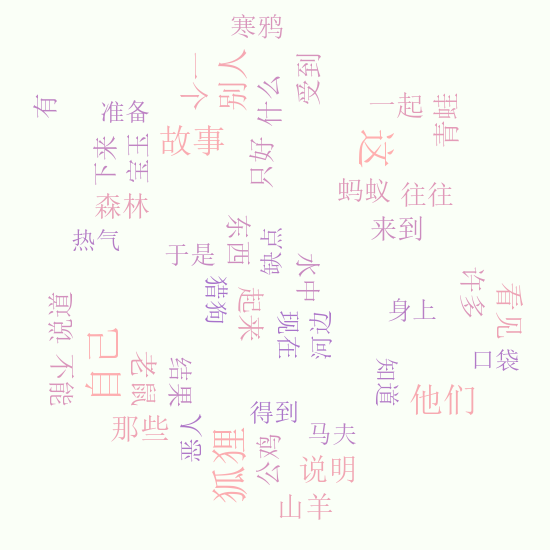 寒鸦
一个
别人
什么
受到
有
准备
一起
青蛙
故事
这
下来
宝玉
只好
森林
蚂蚁
往往
热气
东西
缺点
来到
于是
水中
猎狗
起来
现在
河边
许多
看见
身上
说道
自己
不能
老鼠
结果
口袋
知道
他们
那些
恶人
得到
狐狸
公鸡
马夫
说明
山羊